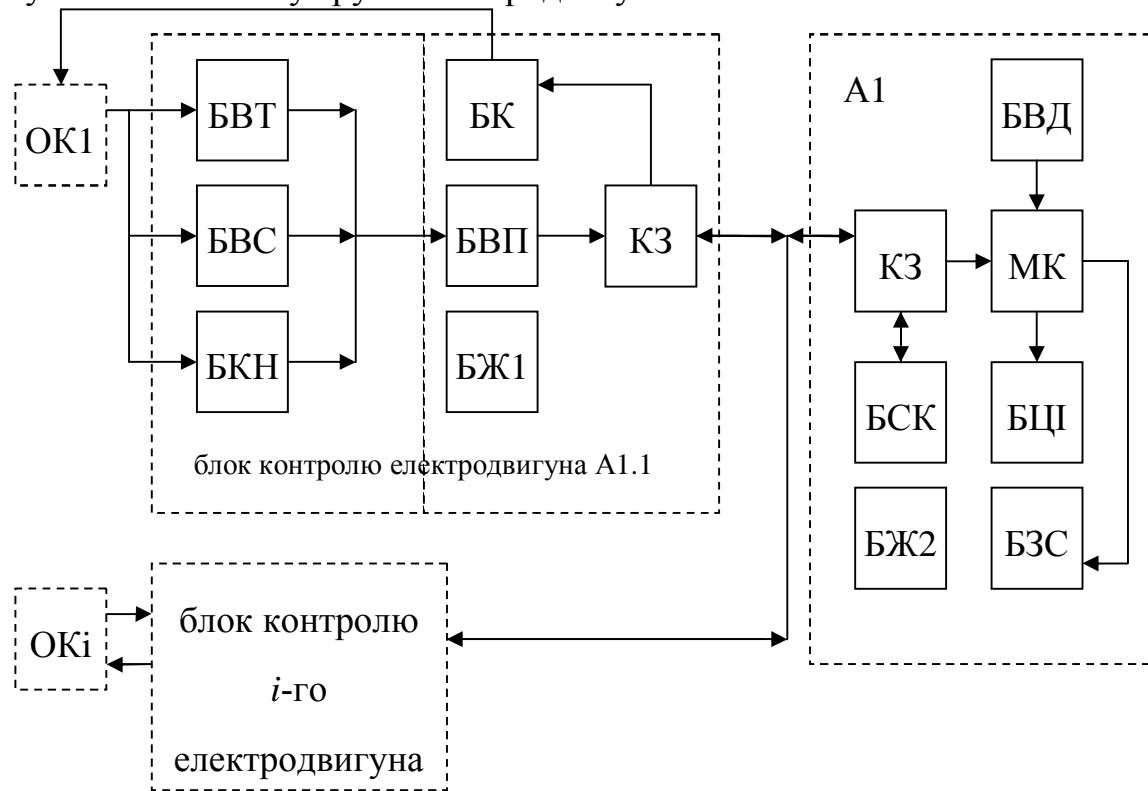 ОК1
БВТ
БВС
БКН
БК
БВП
КЗ
БЖ1
блок контролю електродвигуна А1.1
А1
БВД
КЗ
МК
БСК
БЦІ
БЖ2
БЗС
ОКі
блок контролю
і-го
електродвигуна